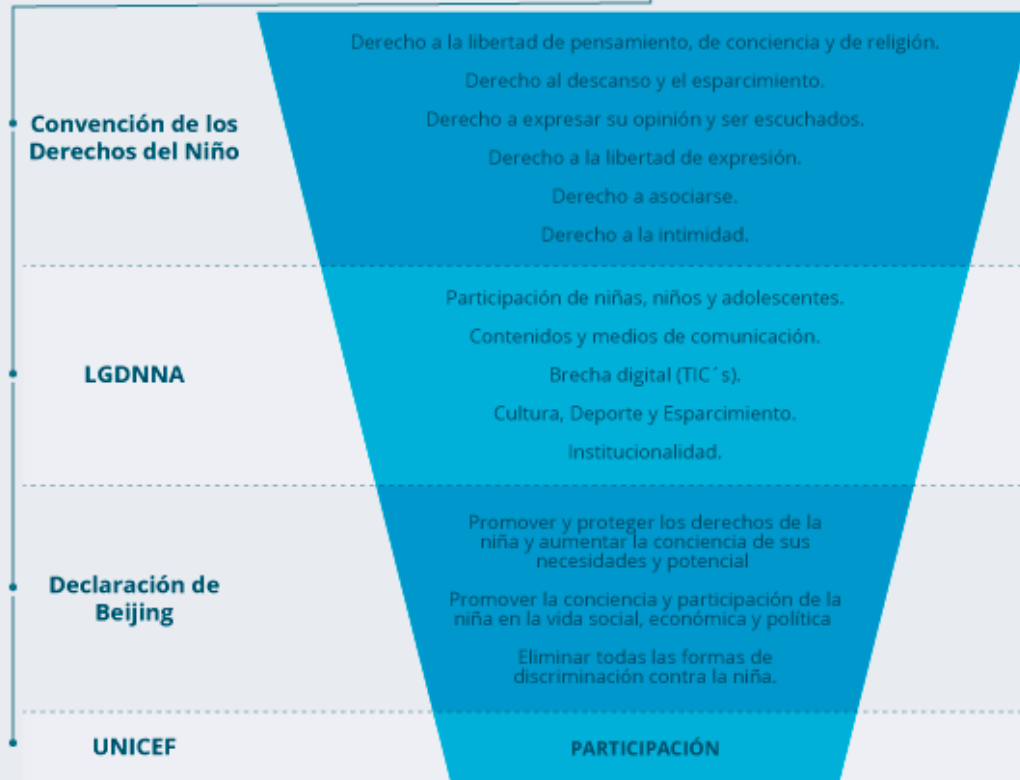 Convención de los
Derechos del Niño
Derecho a la libertad de pensamiento, de conciencia y de religión.
Derecho al descanso y el esparcimiento.
Derecho a expresar su opinión y ser escuchados.
Derecho a la libertad de expresión.
Derecho a asociarse.
Derecho a la intimidad.
LGDNNA
Participación de niñas, niños y adolescentes.
Contenidos y medios de comunicación.
Brecha digital (TIC´s).
Cultura, Deporte y Esparcimiento.
Institucionalidad.
Declaración de
Beijing
Promover y proteger los derechos de la
niña y aumentar la conciencia de sus
necesidades y potencial
Promover la conciencia y participación de la
niña en la vida social, económica y política
Eliminar todas las formas de
discriminación contra la niña.
UNICEF
PARTICIPACIÓN